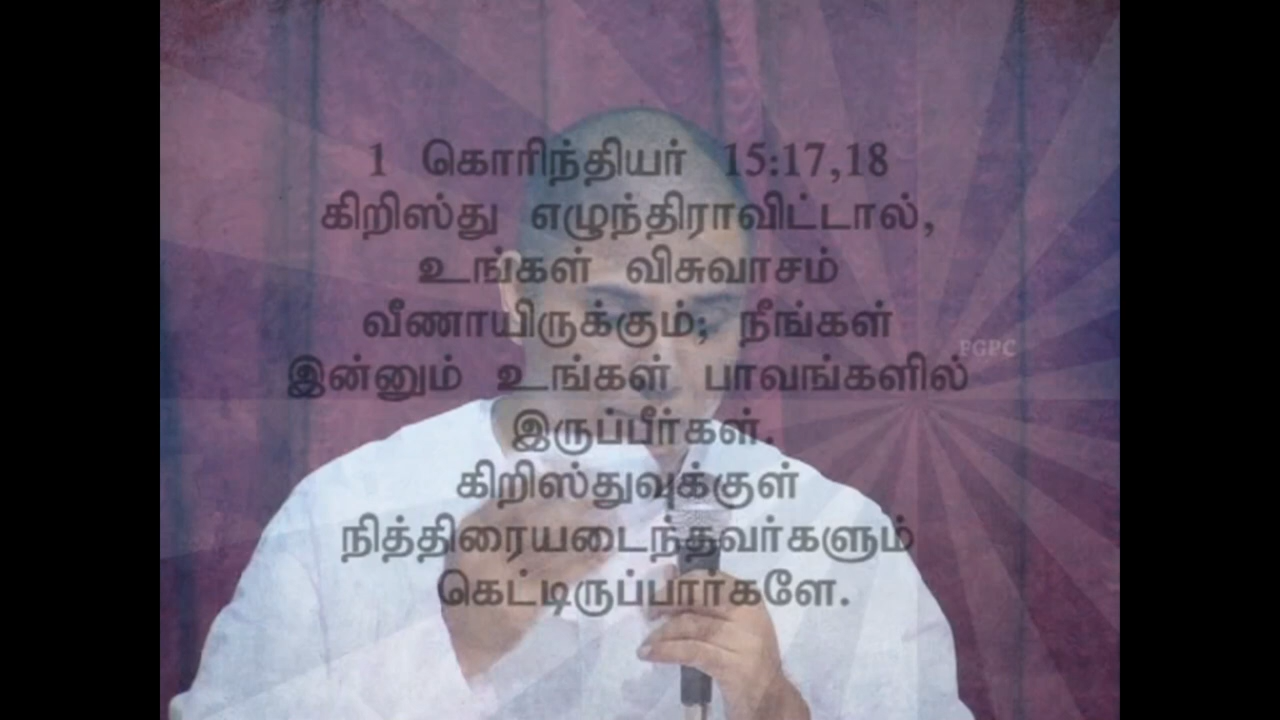 1 கொரிந்தியர் 15:17,18
கிறிஸ்து எழுந்திராவிட்டால்,
உங்கள் விசுவாசம்
வீணாயிருக்கும்; நீங்கள்
PGPC
இன்னும் உங்கள் பாவங்களில்
இருப்பீர்கள்.
கிறிஸ்துவுக்குள்
நித்திரையடைந்தவர்களும்
கெட்டிருப்பார்களே.